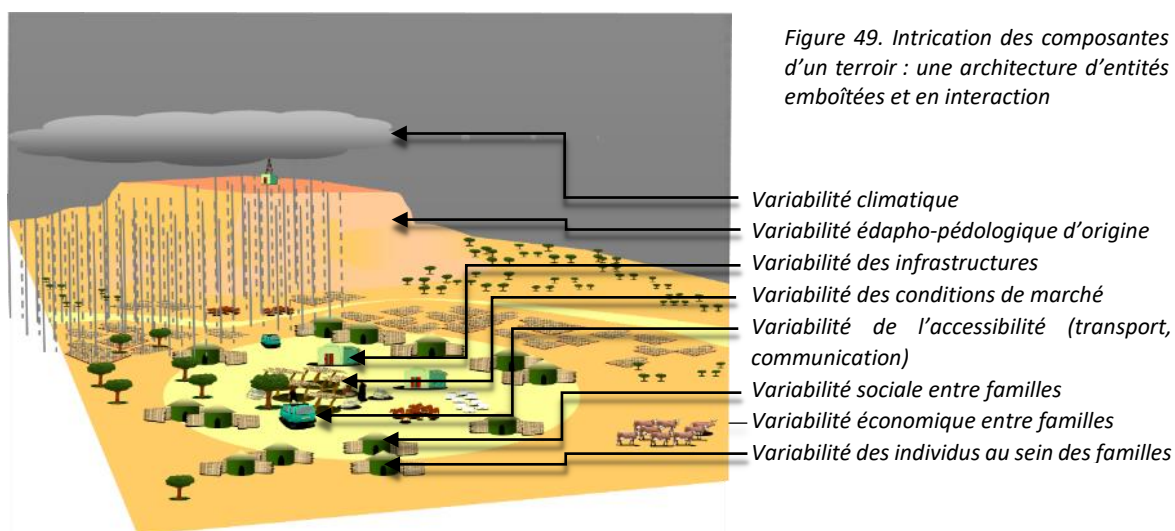 Figure 49. Intrication des composantes
d'un terroir : une architecture d'entités
emboîtées et en interaction
Variabilité climatique
Variabilité édapho-pédologique d'origine
Variabilité des infrastructures
Variabilité des conditions de marché
Variabilité de l'accessibilité (transport,
communication)
Variabilité sociale entre familles
Variabilité économique entre familles
Variabilité des individus au sein des familles